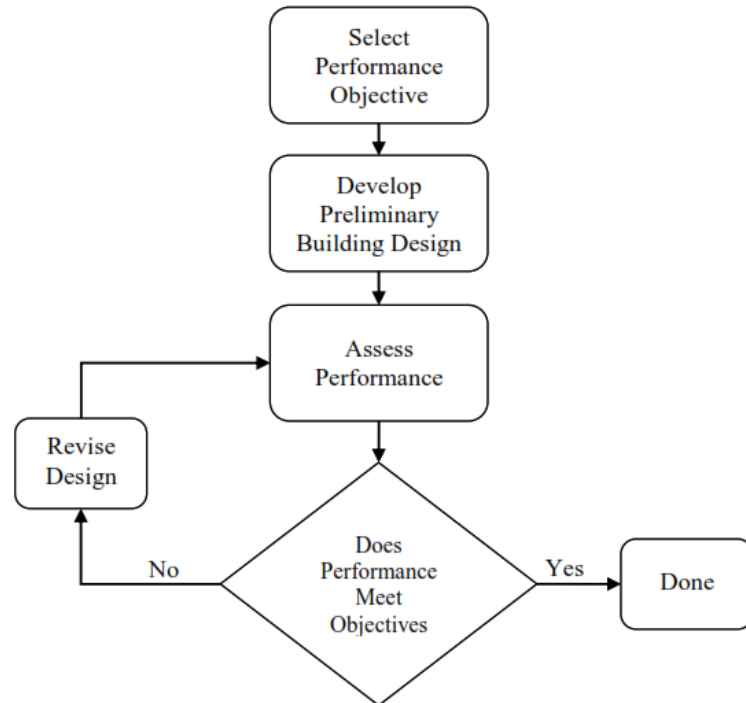 Select
Performance
Objective
Develop
Preliminary
Building Design
Assess
Performance
Revise
Design
Does
Performance
Meet
Objectives
No
Yes
Done